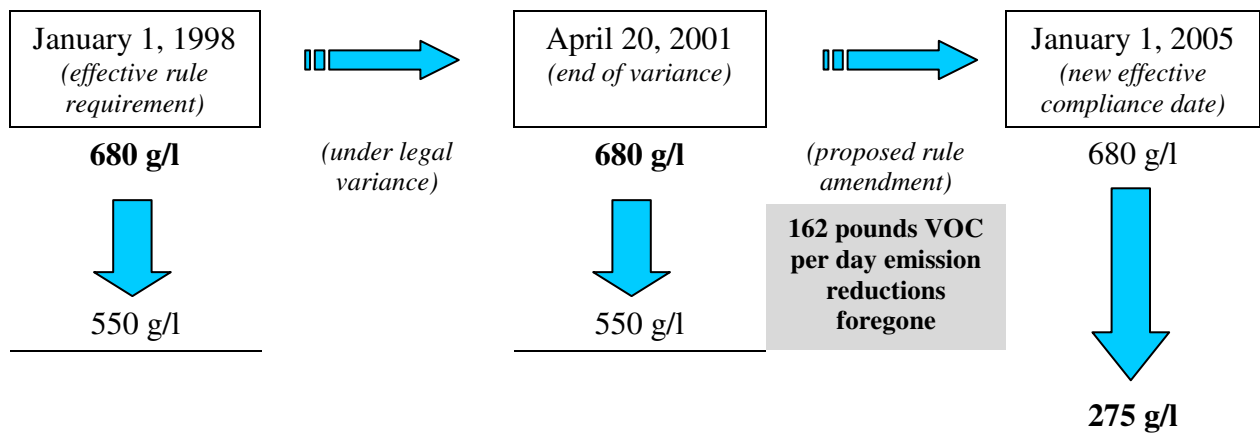 January 1, 1998
(effective rule
requirement)
680 g/l
550 g/l
(under legal
variance)
April 20, 2001
(end of variance)
680 g/l
550 g/l
(proposed rule
amendment)
162 pounds VOC
per day emission
reductions
foregone
January 1, 2005
(new effective
compliance date)
680 g/l
275 g/l